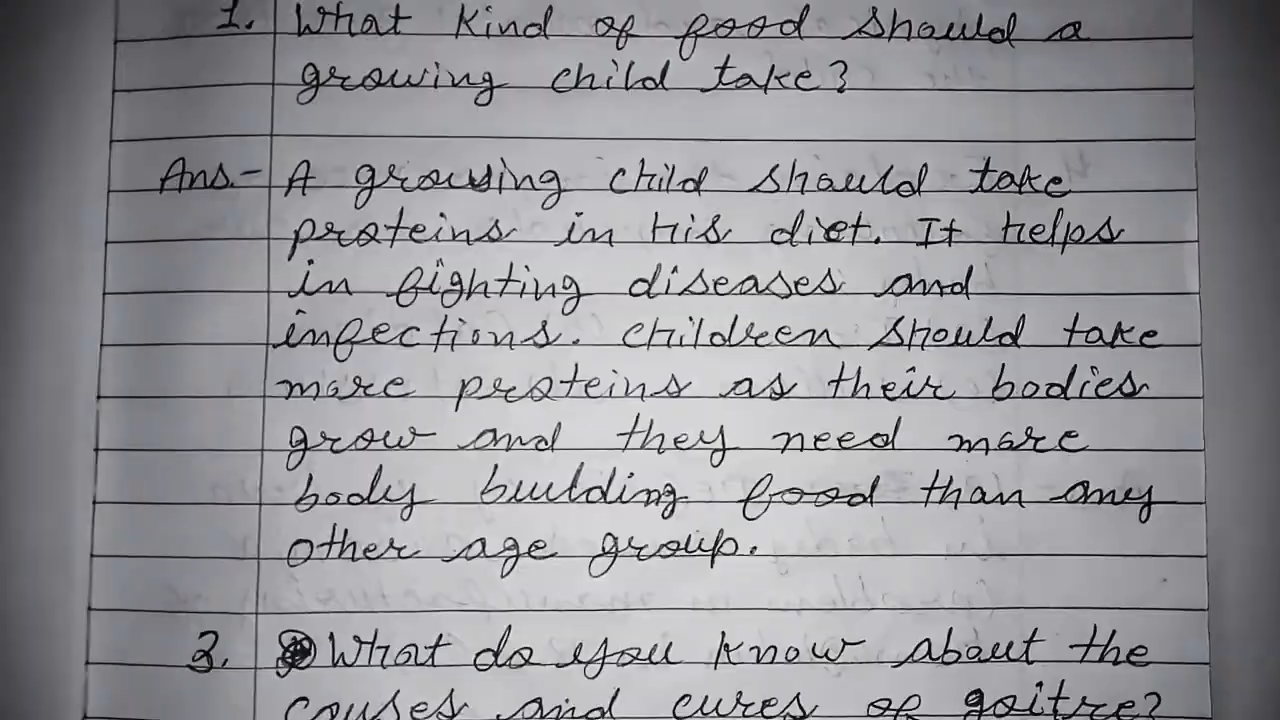 1. What kind of food should a
growing child take?
Ans.- A growing child should take
proteins in his diet. It helps
in fighting diseases and
infections. Children should take
more proteins as their bodies
grow and they need more
body building food than any
other age group.
3. What do you know about the
causes and cures of goitre?